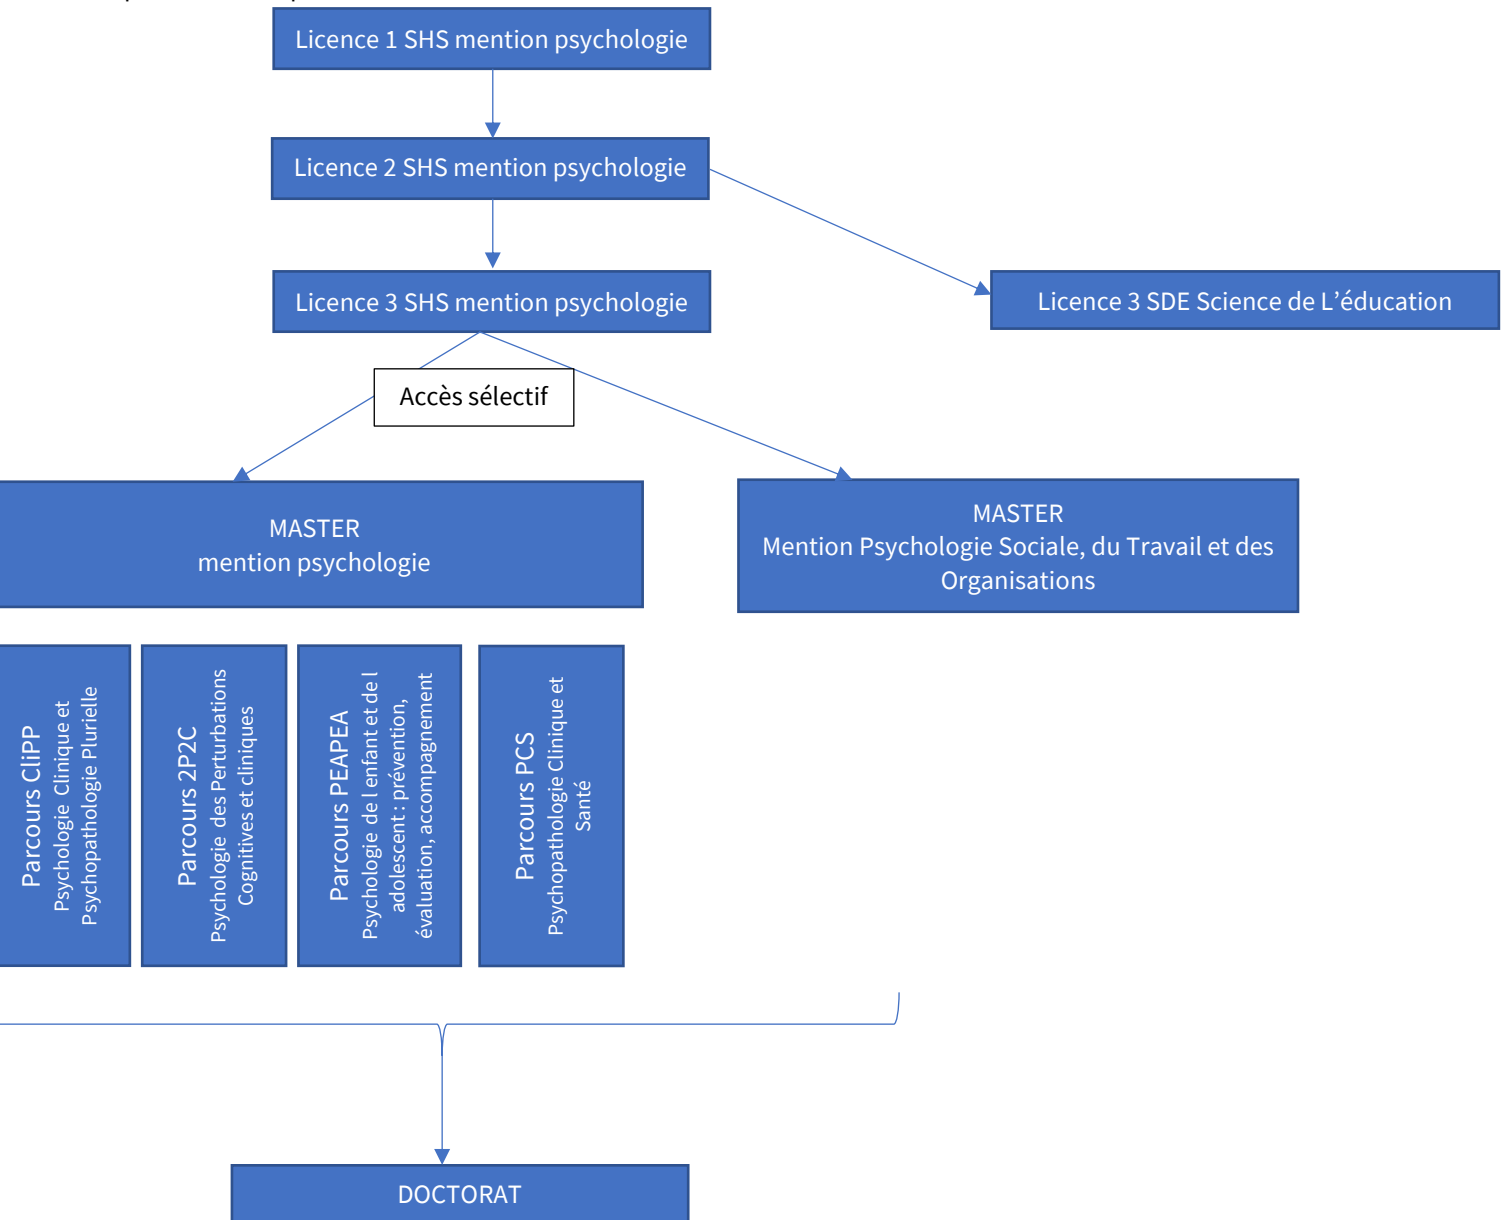 Licence 1 SHS mention psychologie
Licence 2 SHS mention psychologie
Licence 3 SHS mention psychologie
Licence 3 SDE Science de L’éducation
Accès sélectif
MASTER
mention psychologie
MASTER
Mention Psychologie Sociale, du Travail et des
Organisations
Parcours CliPP
Psychologie Clinique et
Psychopathologie Plurielle
Parcours 2P2C
Psychologie des Perturbations
Cognitives et cliniques
Parcours PEAPEA
Psychologie de l enfant et de l
adolescent : prévention,
évaluation, accompagnement
Parcours PCS
Psychopathologie Clinique et
Santé
DOCTORAT